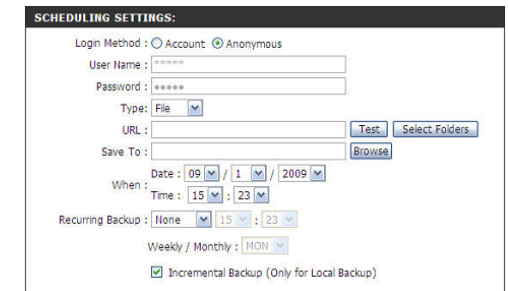 SCHEDULING SETTINGS:
Login Method : Account Anonymous
User Name : *****
Password : •••••
Type: File
URL : Test Select Folders
Save To : Browse
When : Date : 09 / 1 / 2009
Time : 15 : 23
Recurring Backup : None 15 : 23
Weekly / Monthly : MON
Incremental Backup (Only for Local Backup)